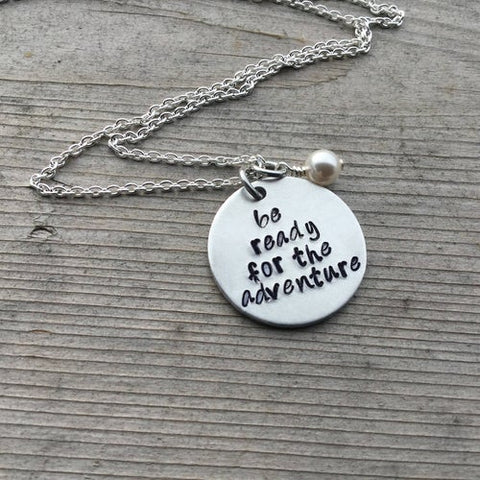 be
ready
for the
adventure